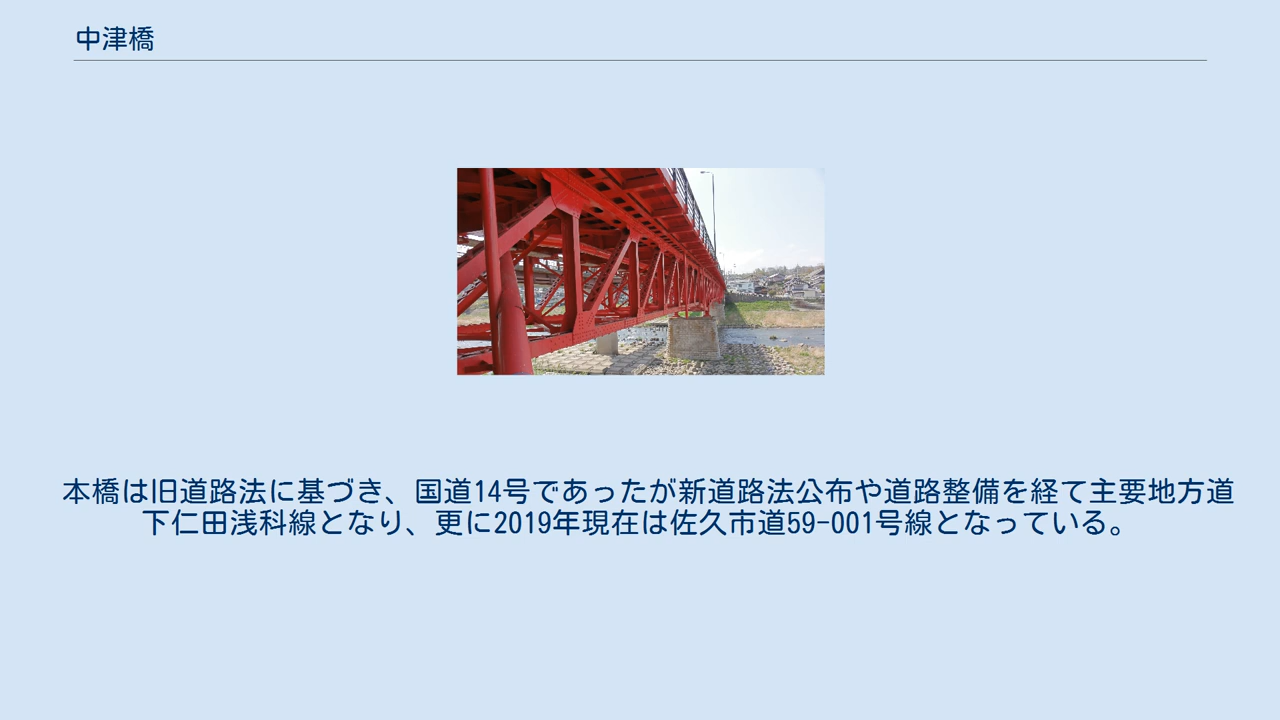 中津橋
本橋は旧道路法に基づき、国道14号であったが新道路法公布や道路整備を経て主要地方道
下仁田浅科線となり、更に2019年現在は佐久市道59-001号線となっている。